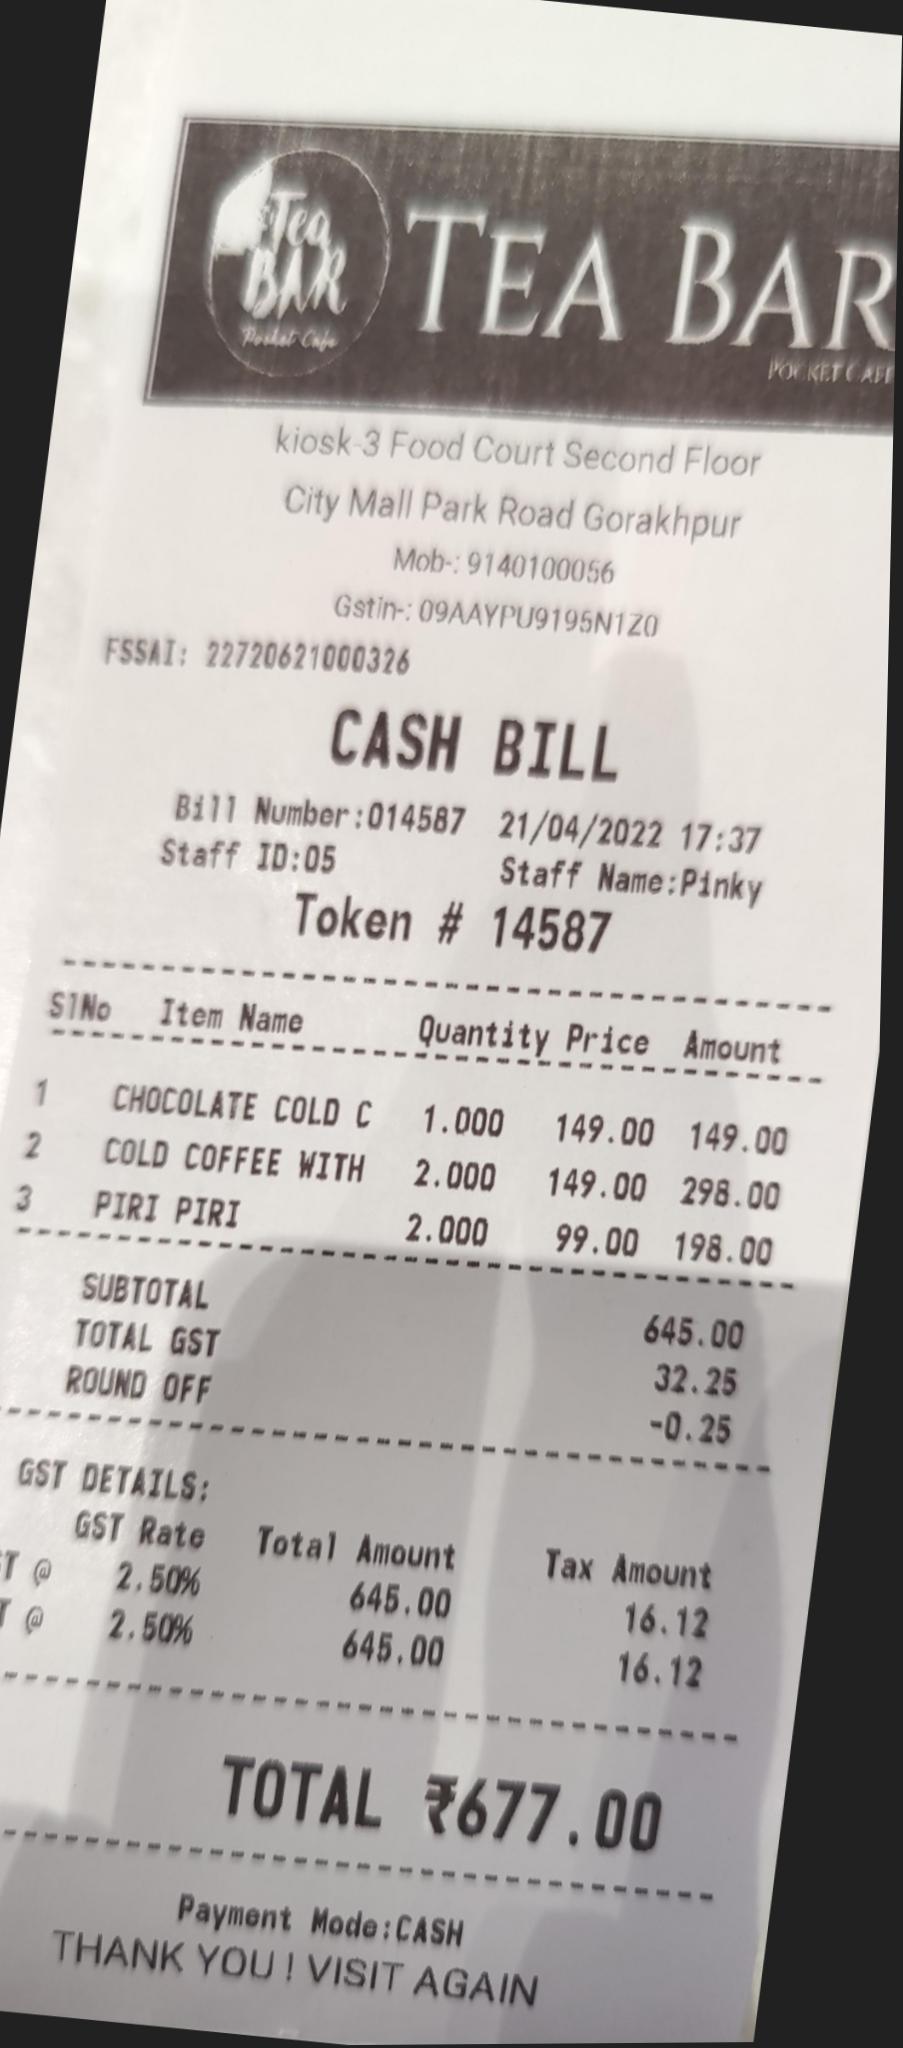 Tea
BAR
Pocket Cafe
TEA BAR
POCKET CAFE
kiosk-3 Food Court Second Floor
City Mall Park Road Gorakhpur
Mob-: 9140100056
Gstin-: 09AAYPU9195N1Z0
FSSAI: 22720621000326
CASH BILL
Bill Number:014587 21/04/2022 17:37
Staff ID:05 Staff Name:Pinky
Token # 14587
SlNo Item Name Quantity Price Amount
1 CHOCOLATE COLD C 1.000 149.00 149.00
2 COLD COFFEE WITH 2.000 149.00 298.00
3 PIRI PIRI 2.000 99.00 198.00
SUBTOTAL 645.00
TOTAL GST 32.25
ROUND OFF -0.25
GST DETAILS:
GST Rate Total Amount Tax Amount
T @ 2.50% 645.00 16.12
T @ 2.50% 645.00 16.12
TOTAL ₹677.00
Payment Mode:CASH
THANK YOU ! VISIT AGAIN